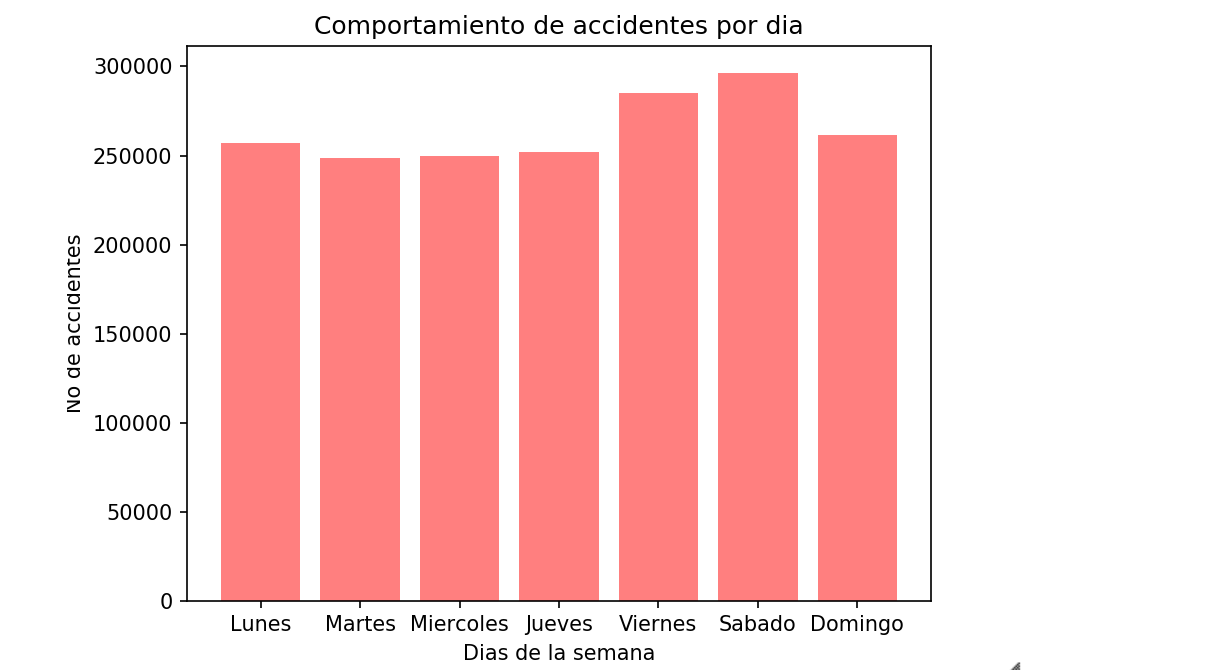 Comportamiento de accidentes por dia
No de accidentes
300000
250000
200000
150000
100000
50000
0
Lunes Martes Miercoles Jueves Viernes Sabado Domingo
Dias de la semana